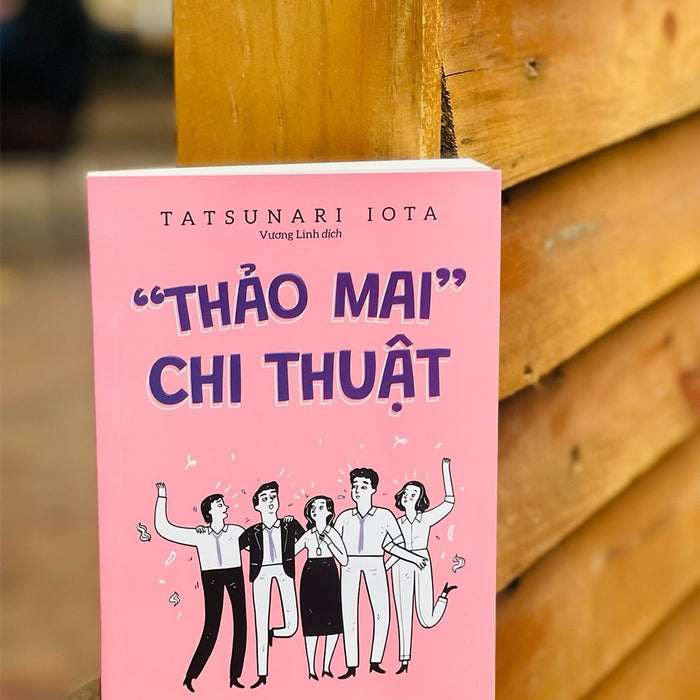 TATSUNARI IOTA
Vương Linh dịch
“THẢO MAI”
CHI THUẬT